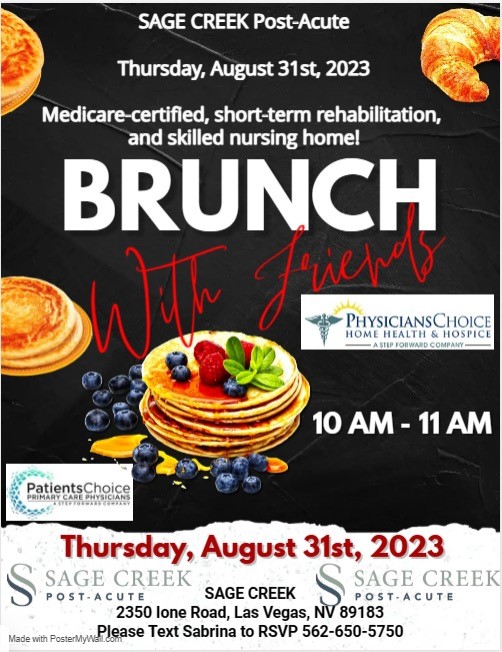 SAGE CREEK Post-Acute
Thursday, August 31st, 2023
Medicare-certified, short-term rehabilitation,
and skilled nursing home!
BRUNCH
With Friends
PHYSICIANSCHOICE
HOME HEALTH & HOSPICE
A STEP FORWARD COMPANY
10 AM - 11 AM
PatientsChoice
PRIMARY CARE PHYSICIANS
A STEP FORWARD COMPANY
Thursday, August 31st, 2023
S SAGE CREEK
POST-ACUTE
S SAGE CREEK
POST-ACUTE
SAGE CREEK
2350 Ione Road, Las Vegas, NV 89183
Please Text Sabrina to RSVP 562-650-5750
Made with PosterMyWall.com